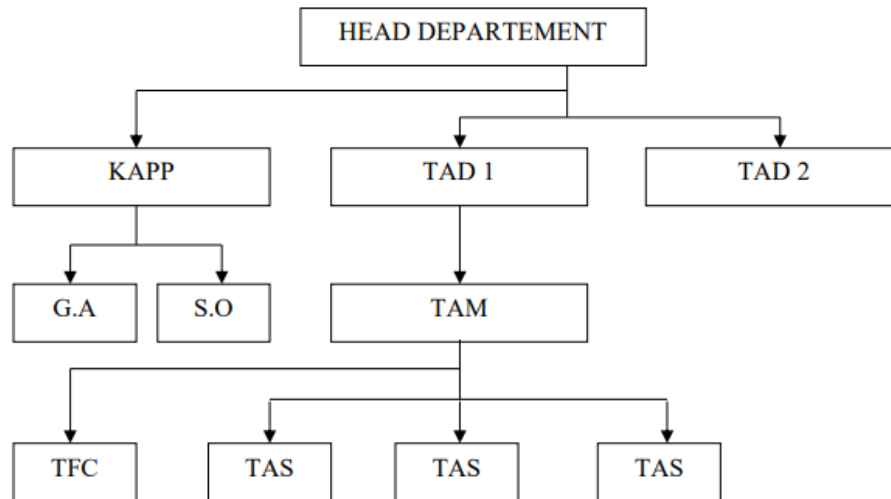 HEAD DEPARTEMENT
KAPP
TAD 1
TAD 2
G.A
S.O
TAM
TFC
TAS
TAS
TAS